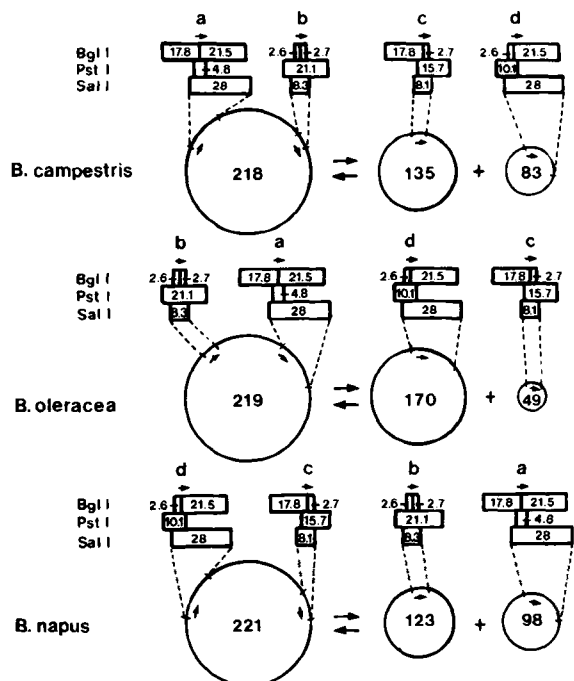 a b c d
Bgl I 17.8 21.5 2.6 2.7 17.8 2.7 2.6 21.5
Pst I 4.8 21.1 15.7 10.1
Sal I 28 8.3 8.1 28
B. campestris 218 135 + 83
b a d c
Bgl I 2.6 2.7 17.8 21.5 2.6 21.5 17.8 2.7
Pst I 21.1 4.8 10.1 15.7
Sal I 8.3 28 28 8.1
B. oleracea 219 170 + 49
d c b a
Bgl I 2.6 21.5 17.8 2.7 2.6 2.7 17.8 21.5
Pst I 10.1 15.7 21.1 4.8
Sal I 28 8.1 8.3 28
B. napus 221 123 + 98